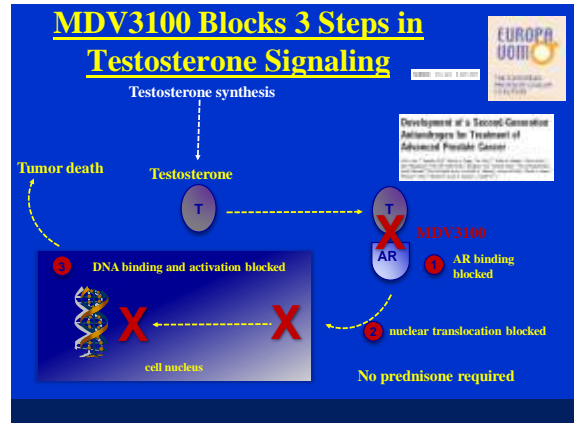 MDV3100 Blocks 3 Steps in
Testosterone Signaling
EUROPA
UOMO
Testosterone synthesis
Development of a Second-Generation
Antiandrogen for Treatment of
Advanced Prostate Cancer
Tumor death
Testosterone
T
T
MDV3100
AR
1
AR binding
blocked
3
DNA binding and activation blocked
2
nuclear translocation blocked
cell nucleus
No prednisone required